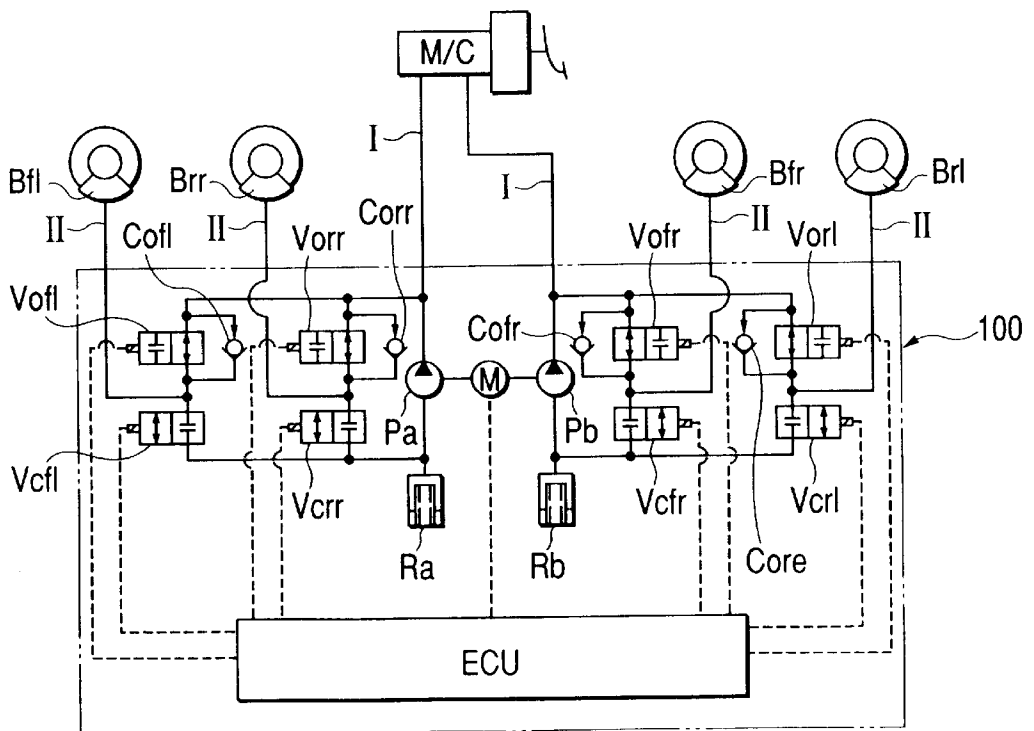 M/C
I
I
Bfl
Brr
Bfr
Brl
II
II
II
II
Cofl
Vorr
Corr
Vofr
Vorl
Vofl
Cofr
100
M
Pa
Pb
Vcfl
Vcrr
Vcfr
Vcrl
Ra
Rb
Core
ECU